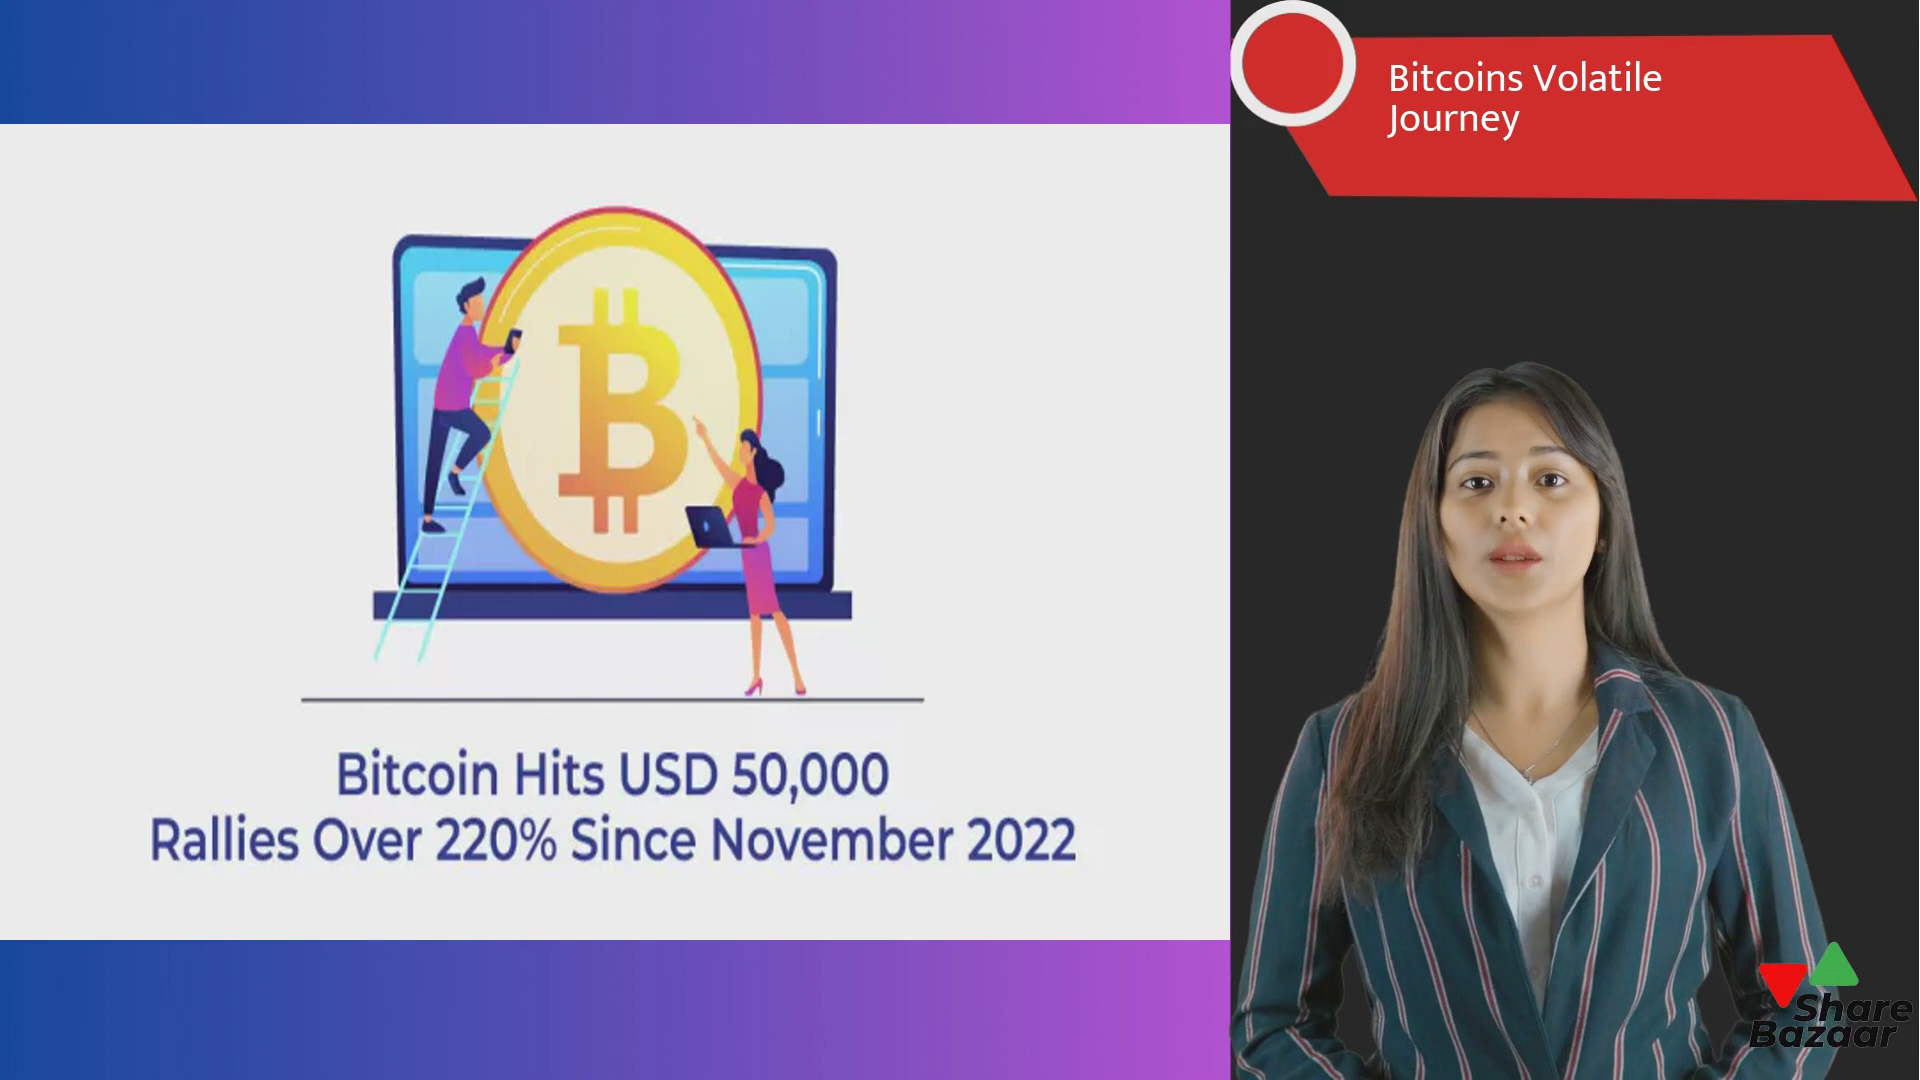 Bitcoins Volatile
Journey
Bitcoin Hits USD 50,000
Rallies Over 220% Since November 2022
Share
Bazaar